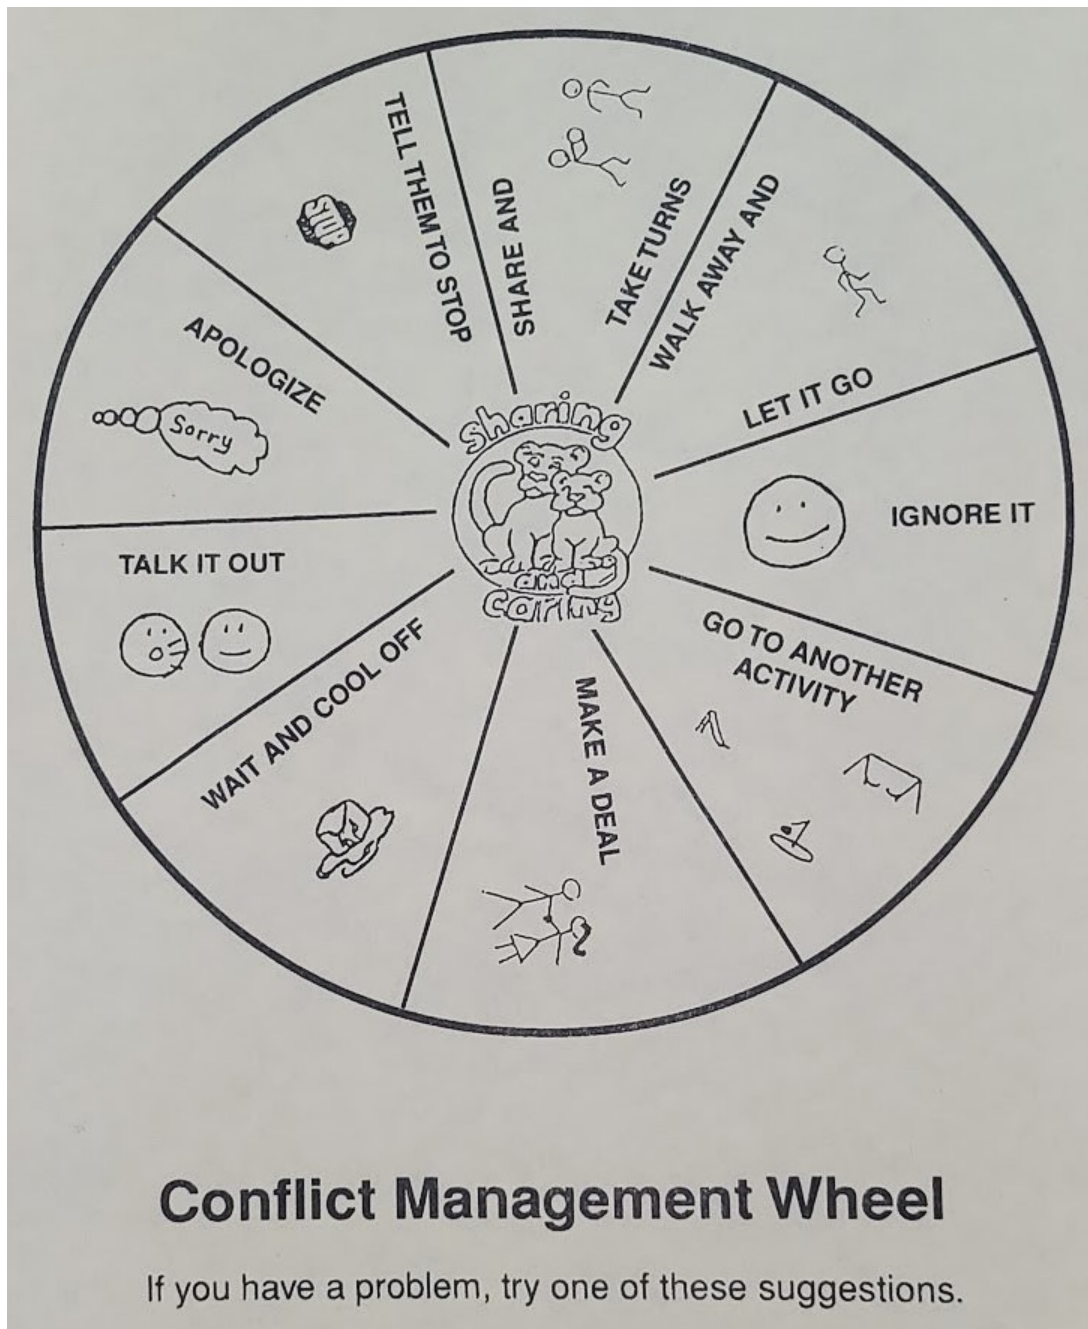 SHARE AND
TAKE TURNS
WALK AWAY AND
LET IT GO
IGNORE IT
GO TO ANOTHER
ACTIVITY
MAKE A DEAL
WAIT AND COOL OFF
TALK IT OUT
APOLOGIZE
Sorry
TELL THEM TO STOP
STOP
sharing
and
caring
Conflict Management Wheel
If you have a problem, try one of these suggestions.